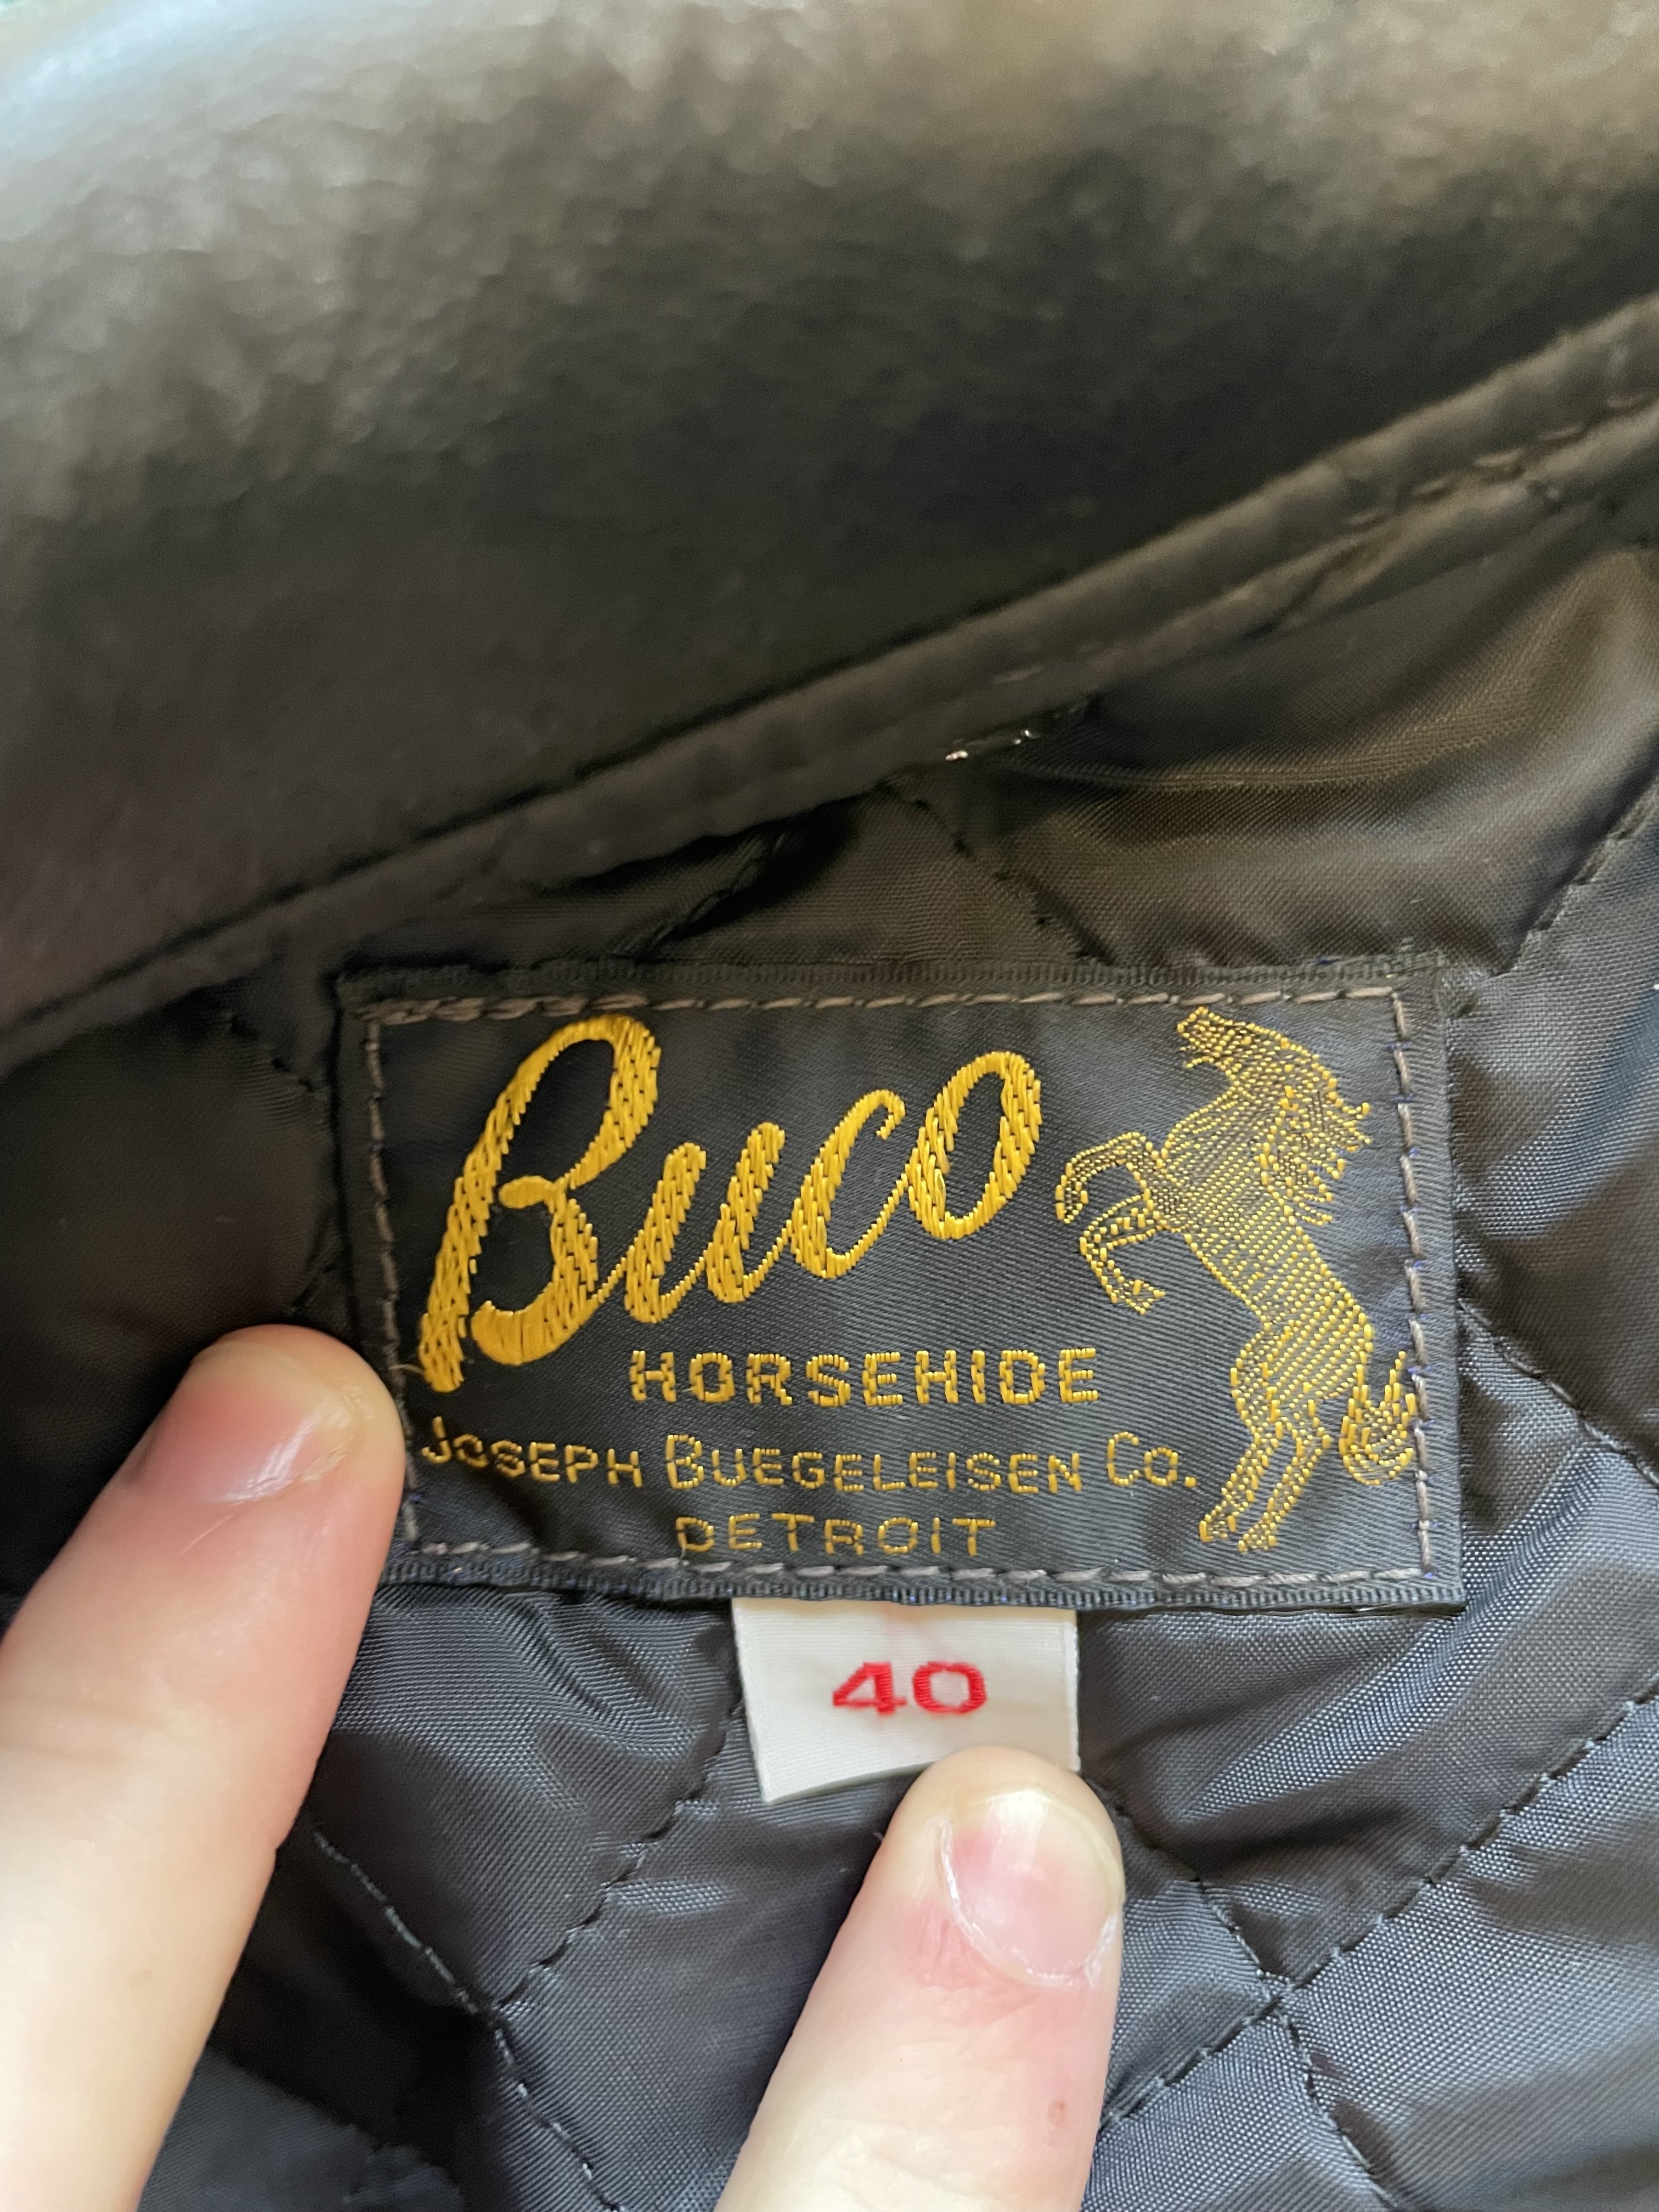 Buco
HORSEHIDE
JOSEPH BUEGELEISEN CO.
DETROIT
40